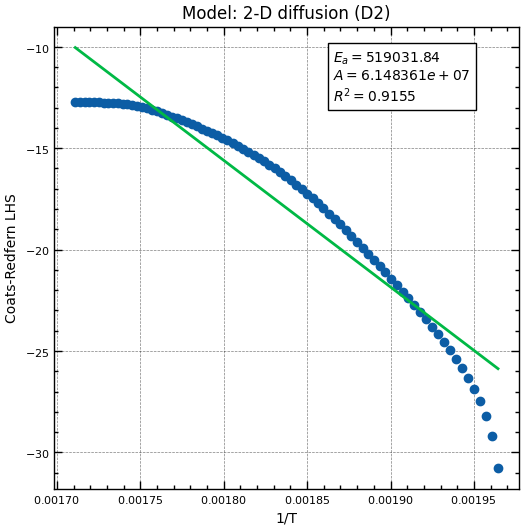 Model: 2-D diffusion (D2)
−10
−15
−20
−25
−30
Coats-Redfern LHS
E_a = 519031.84
A = 6.148361e + 07
R^2 = 0.9155
0.00170 0.00175 0.00180 0.00185 0.00190 0.00195
1/T